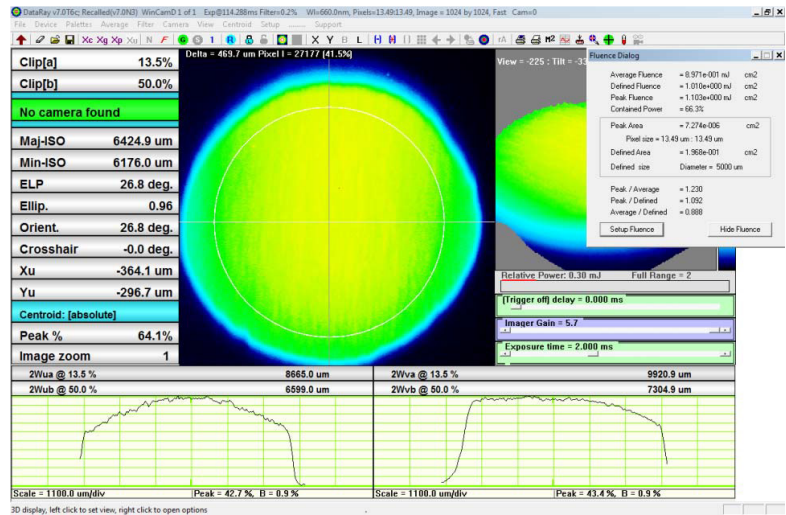 DataRay v7.0T6c; Recalled(v7.0N3) WinCamD 1 of 1 Exp@114.288ms Filter=0.2% Wl=660.0nm, Pixels=13.49:13.49, Image = 1024 by 1024, Fast Cam=0
File Device Palettes Average Filter Camera View Centroid Setup ........ Support
Xc Xg Xp Xu N F G S 1 R X Y B L rA M²
Clip[a] 13.5%
Clip[b] 50.0%
No camera found
Maj-ISO 6424.9 um
Min-ISO 6176.0 um
ELP 26.8 deg.
Ellip. 0.96
Orient. 26.8 deg.
Crosshair -0.0 deg.
Xu -364.1 um
Yu -296.7 um
Centroid: [absolute]
Peak % 64.1%
Image zoom 1
Delta = 469.7 um Pixel I = 27177 (41.5%)
View = -225 : Tilt = -33
Fluence Dialog
Average Fluence = 8.971e-001 mJ cm2
Defined Fluence = 1.010e+000 mJ cm2
Peak Fluence = 1.103e+000 mJ cm2
Contained Power = 66.3%
Peak Area = 7.274e-006 cm2
Pixel size = 13.49 um : 13.49 um
Defined Area = 1.968e-001 cm2
Defined size Diameter = 5000 um
Peak / Average = 1.230
Peak / Defined = 1.092
Average / Defined = 0.888
Setup Fluence Hide Fluence
Relative Power: 0.30 mJ Full Range = 2
(Trigger off) delay = 0.000 ms
Imager Gain = 5.7
Exposure time = 2.000 ms
2Wua @ 13.5 % 8665.0 um
2Wub @ 50.0 % 6599.0 um
2Wva @ 13.5 % 9920.9 um
2Wvb @ 50.0 % 7304.9 um
Scale = 1100.0 um/div Peak = 42.7 %, B = 0.9 %
Scale = 1100.0 um/div Peak = 43.4 %, B = 0.9 %
3D display, left click to set view, right click to open options